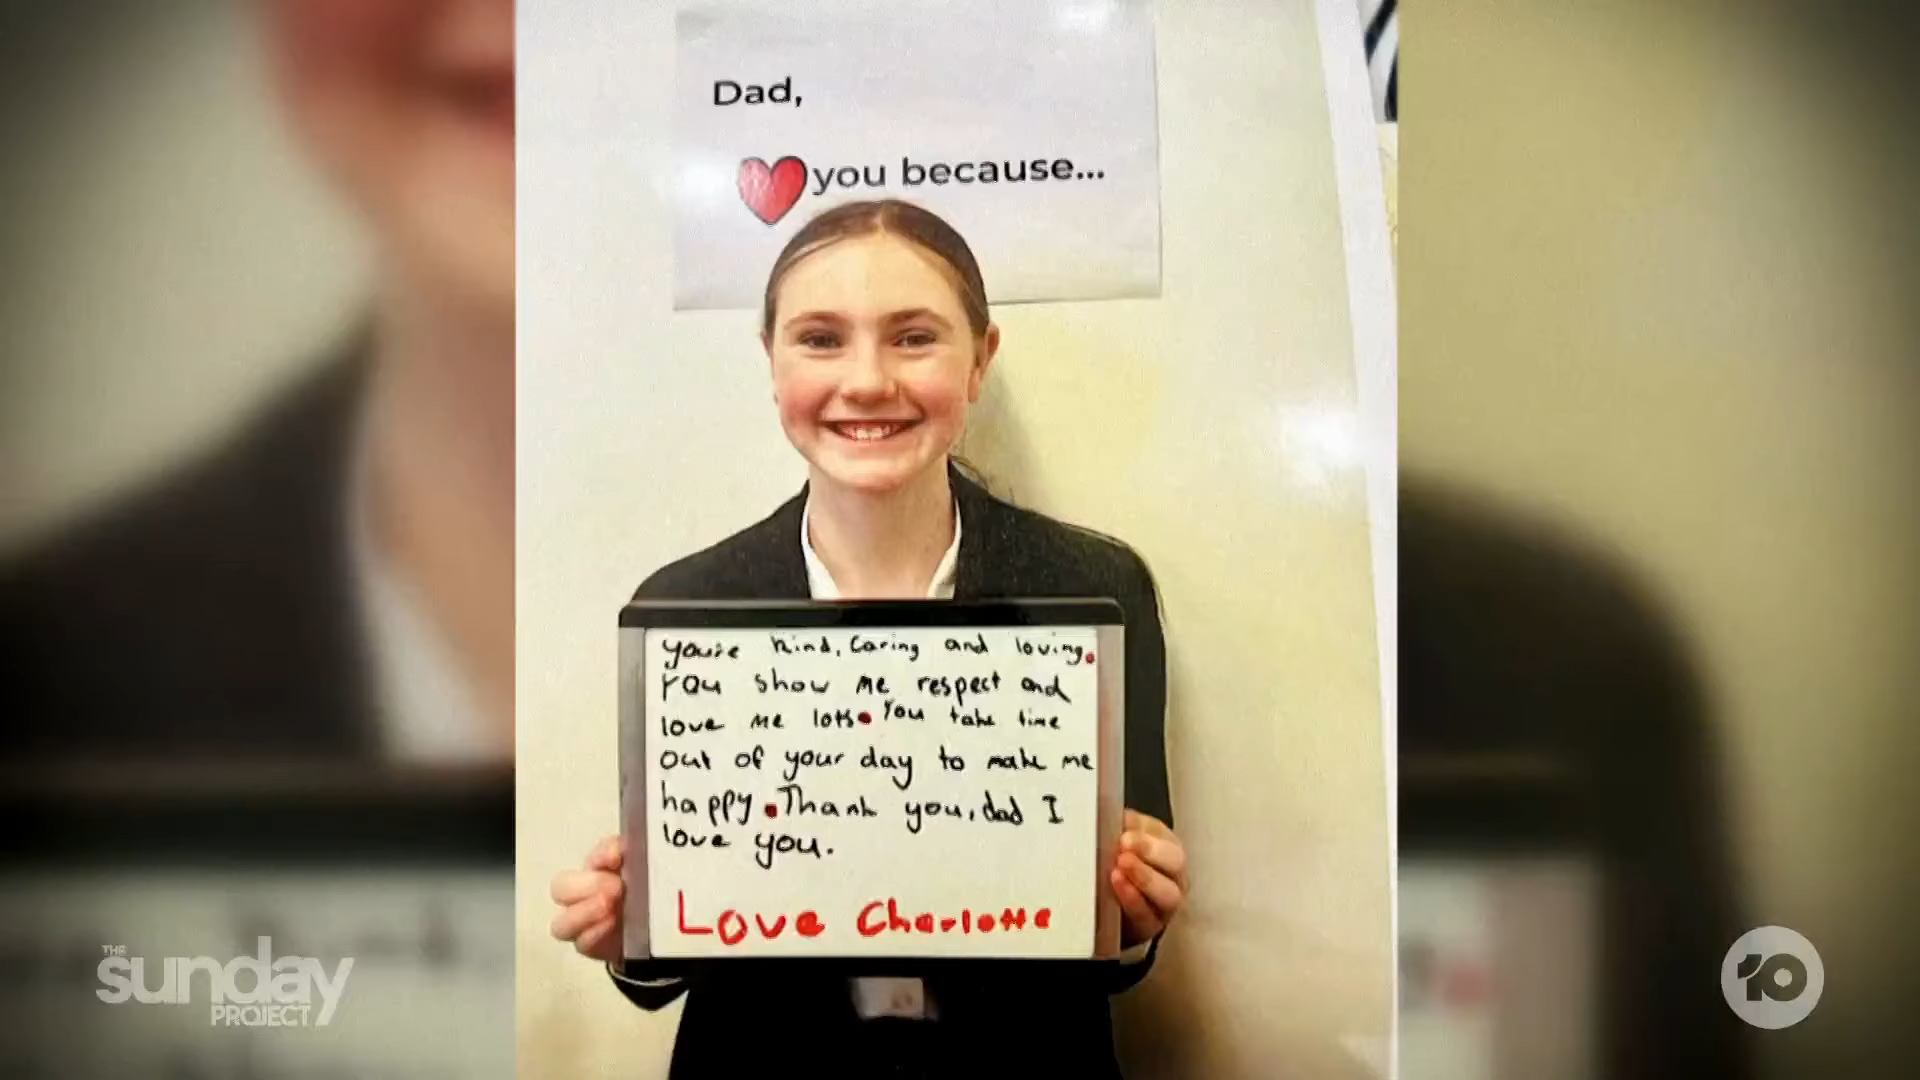 Dad,
you because...
you're kind, caring and loving.
You show me respect and
love me lots. You take time
out of your day to make me
happy. Thank you, dad I
love you.
Love Charlotte
THE
sunday
PROJECT
10